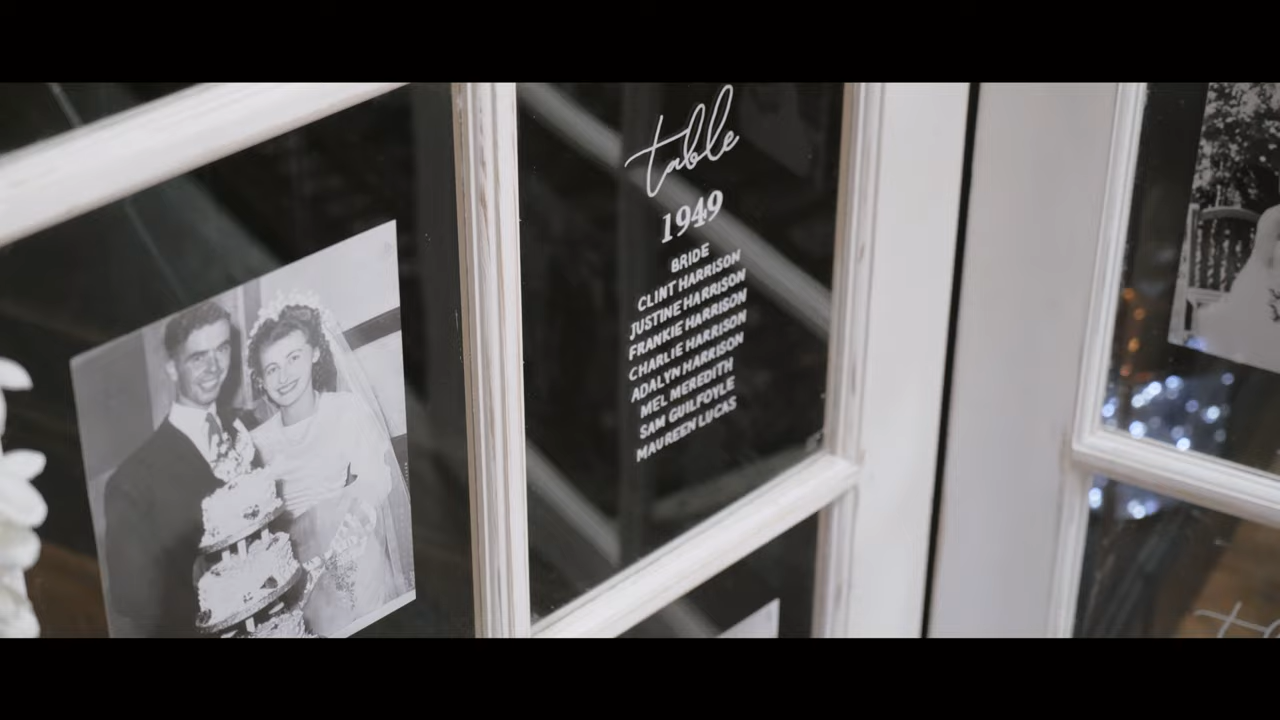 table
1949
BRIDE
CLINT HARRISON
JUSTINE HARRISON
FRANKIE HARRISON
CHARLIE HARRISON
ADALYN HARRISON
MEL MEREDITH
SAM GUILFOYLE
MAUREEN LUCAS